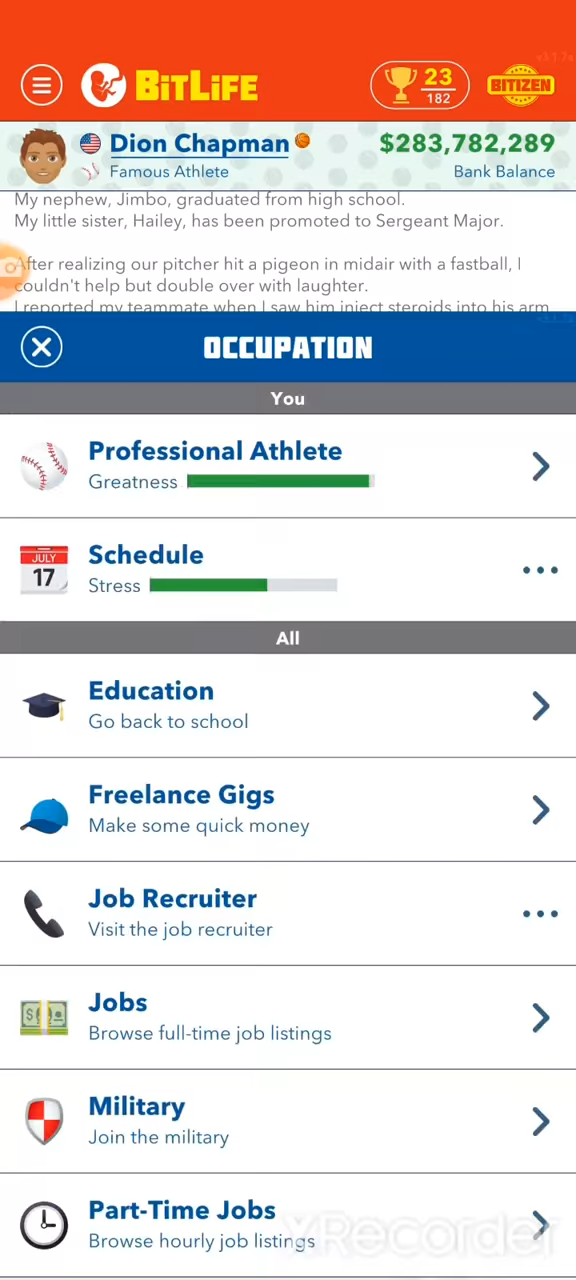 v3.1.7a
BITLIFE
23
182
BITIZEN
Dion Chapman
$283,782,289
Famous Athlete
Bank Balance
My nephew, Jimbo, graduated from high school.
My little sister, Hailey, has been promoted to Sergeant Major.
After realizing our pitcher hit a pigeon in midair with a fastball, I
couldn't help but double over with laughter.
I reported my teammate when I saw him inject steroids into his arm
OCCUPATION
You
Professional Athlete
Greatness
JULY
17
Schedule
Stress
All
Education
Go back to school
Freelance Gigs
Make some quick money
Job Recruiter
Visit the job recruiter
Jobs
Browse full-time job listings
Military
Join the military
Part-Time Jobs
Browse hourly job listings
XRecorder